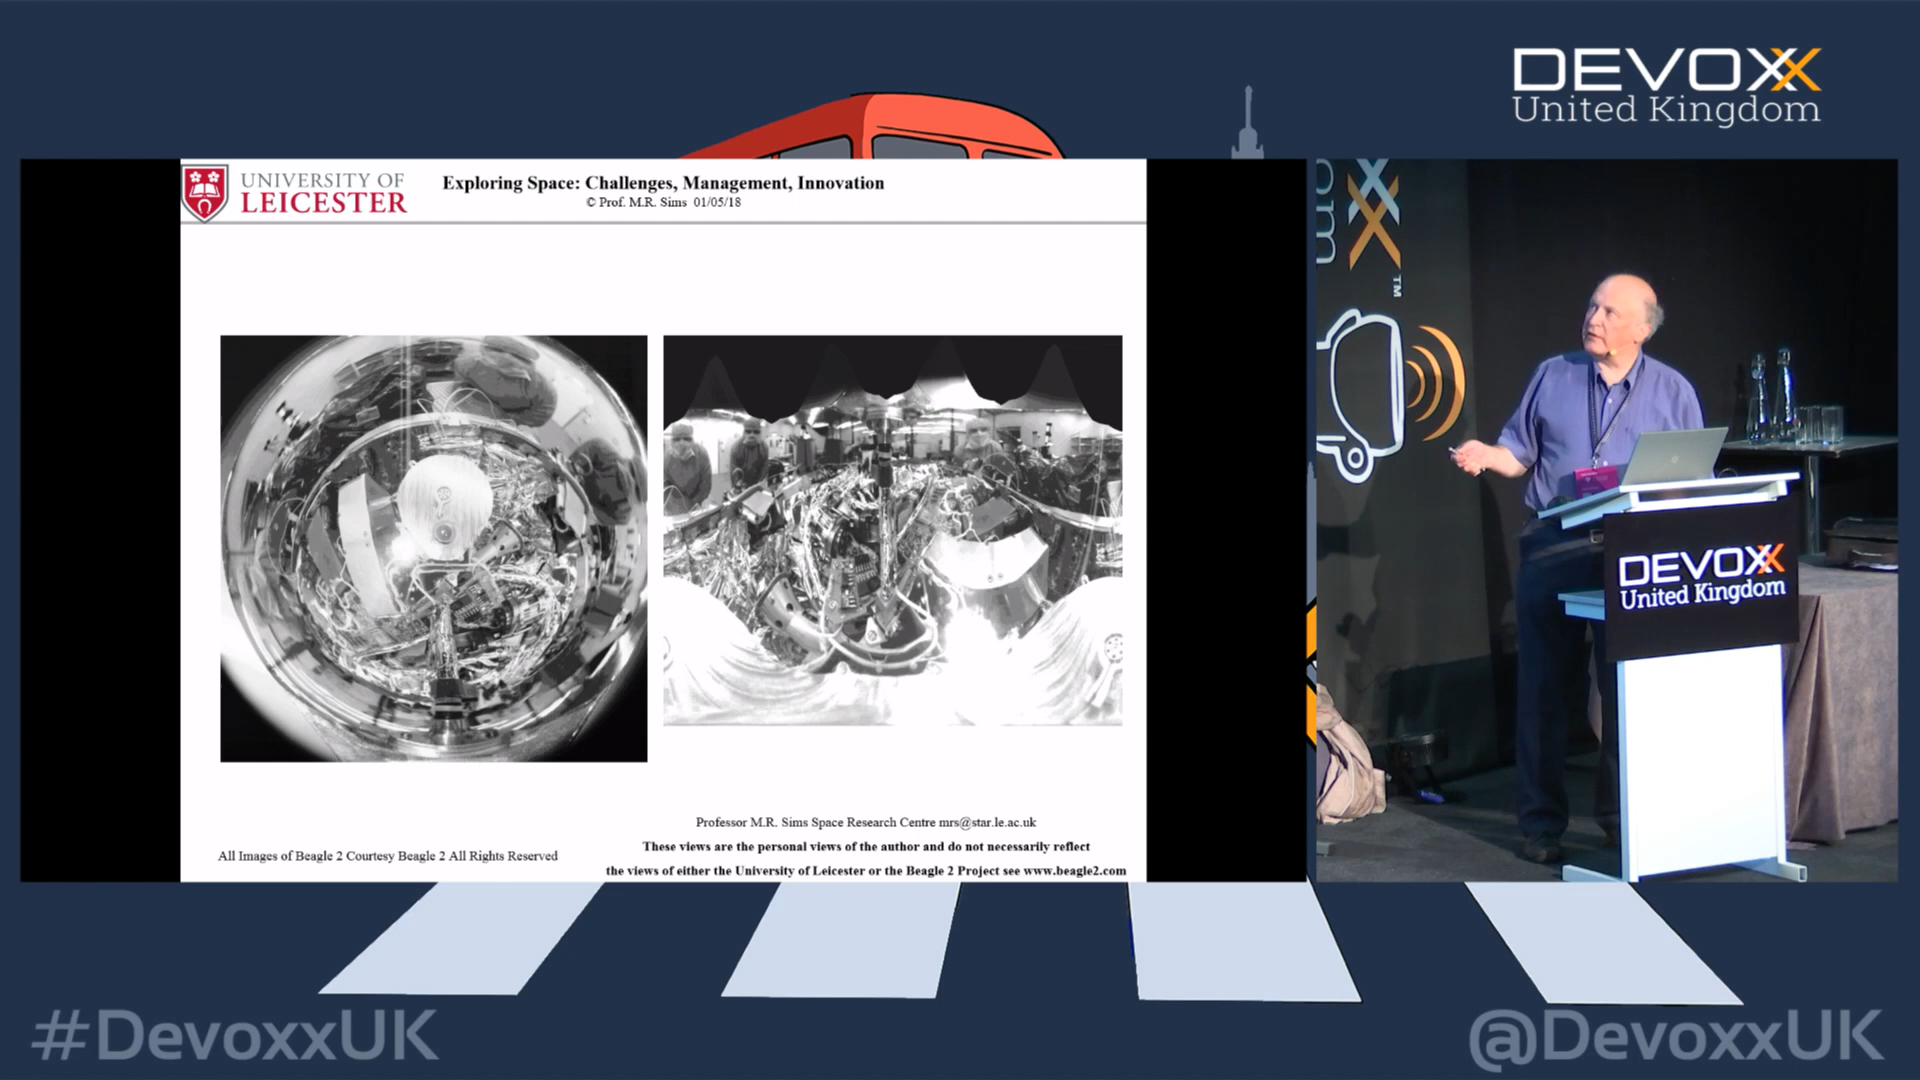 DEVOXX
United Kingdom
UNIVERSITY OF
LEICESTER
Exploring Space: Challenges, Management, Innovation
© Prof. M.R. Sims 01/05/18
Professor M.R. Sims Space Research Centre mrs@star.le.ac.uk
These views are the personal views of the author and do not necessarily reflect
All Images of Beagle 2 Courtesy Beagle 2 All Rights Reserved
the views of either the University of Leicester or the Beagle 2 Project see www.beagle2.com
TM
DEVOXX
United Kingdom
#DevoxxUK
@DevoxxUK